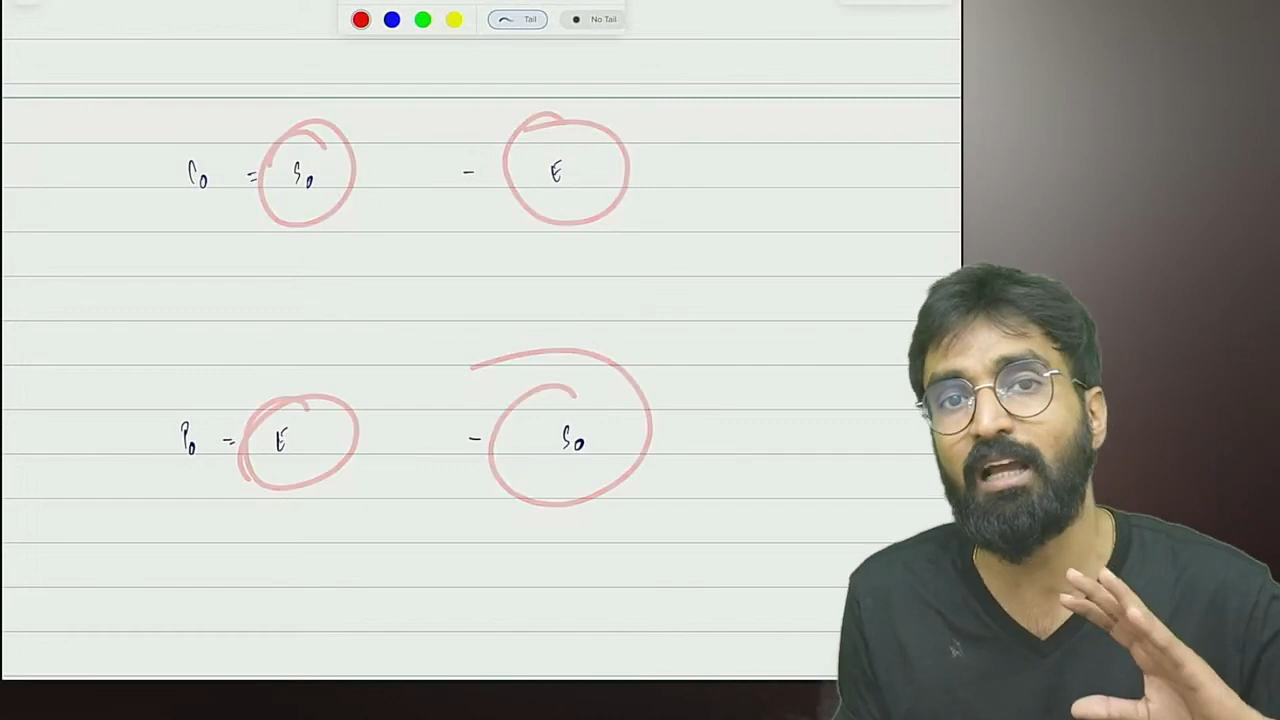 Tail No Tail
C₀ = S₀ - E
P₀ = E - S₀